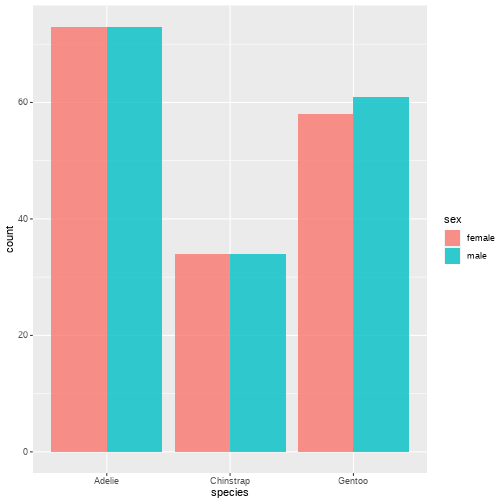 60
40
20
0
count
Adelie
Chinstrap
Gentoo
species
sex
female
male